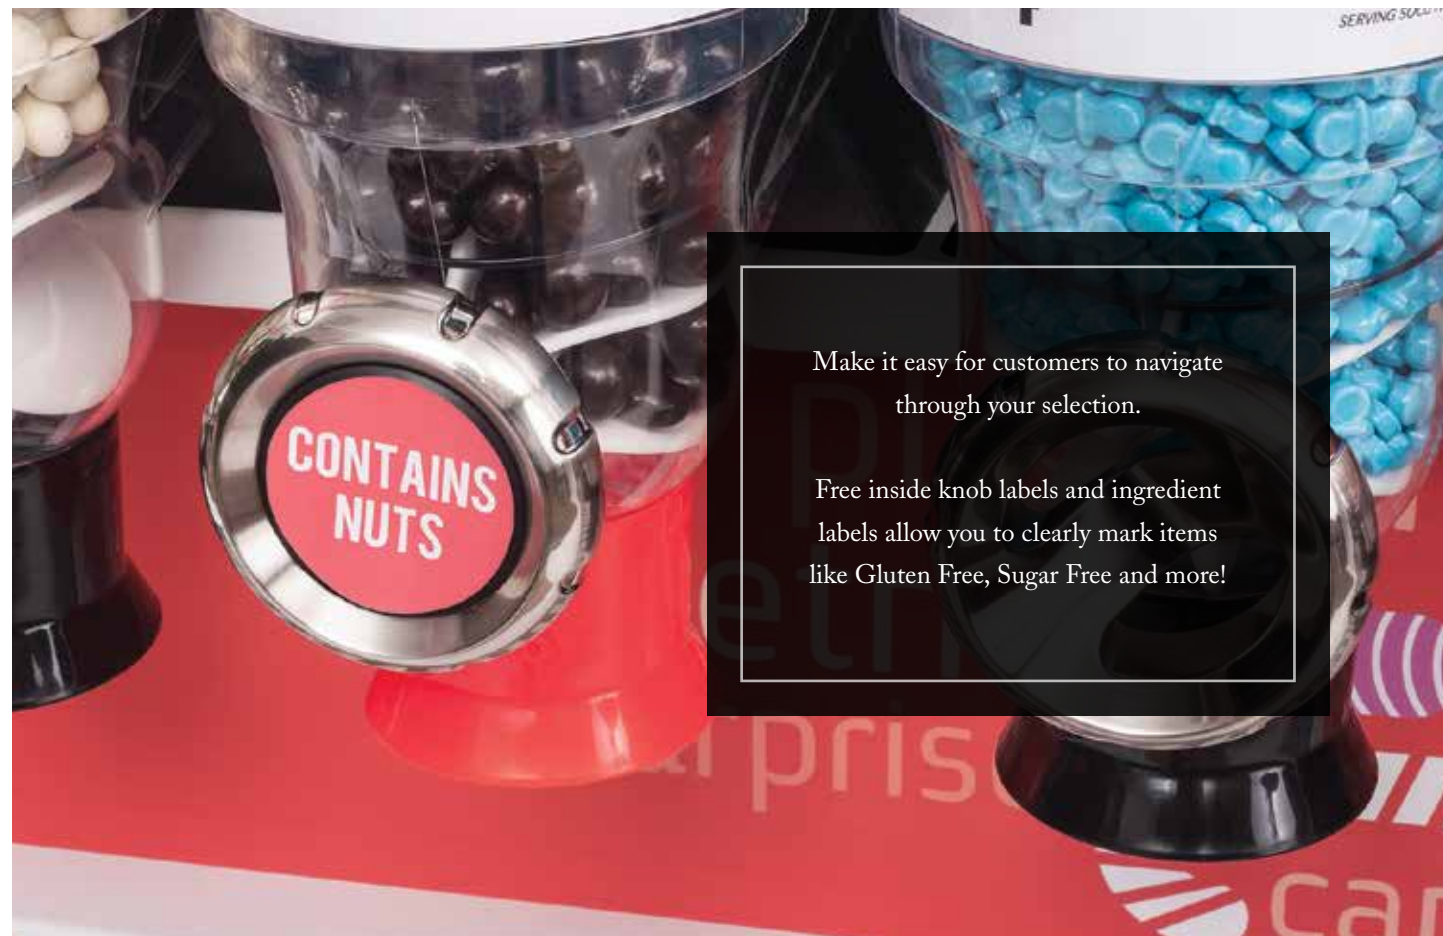 SERVING
CONTAINS
NUTS
Make it easy for customers to navigate
through your selection.
Free inside knob labels and ingredient
labels allow you to clearly mark items
like Gluten Free, Sugar Free and more!